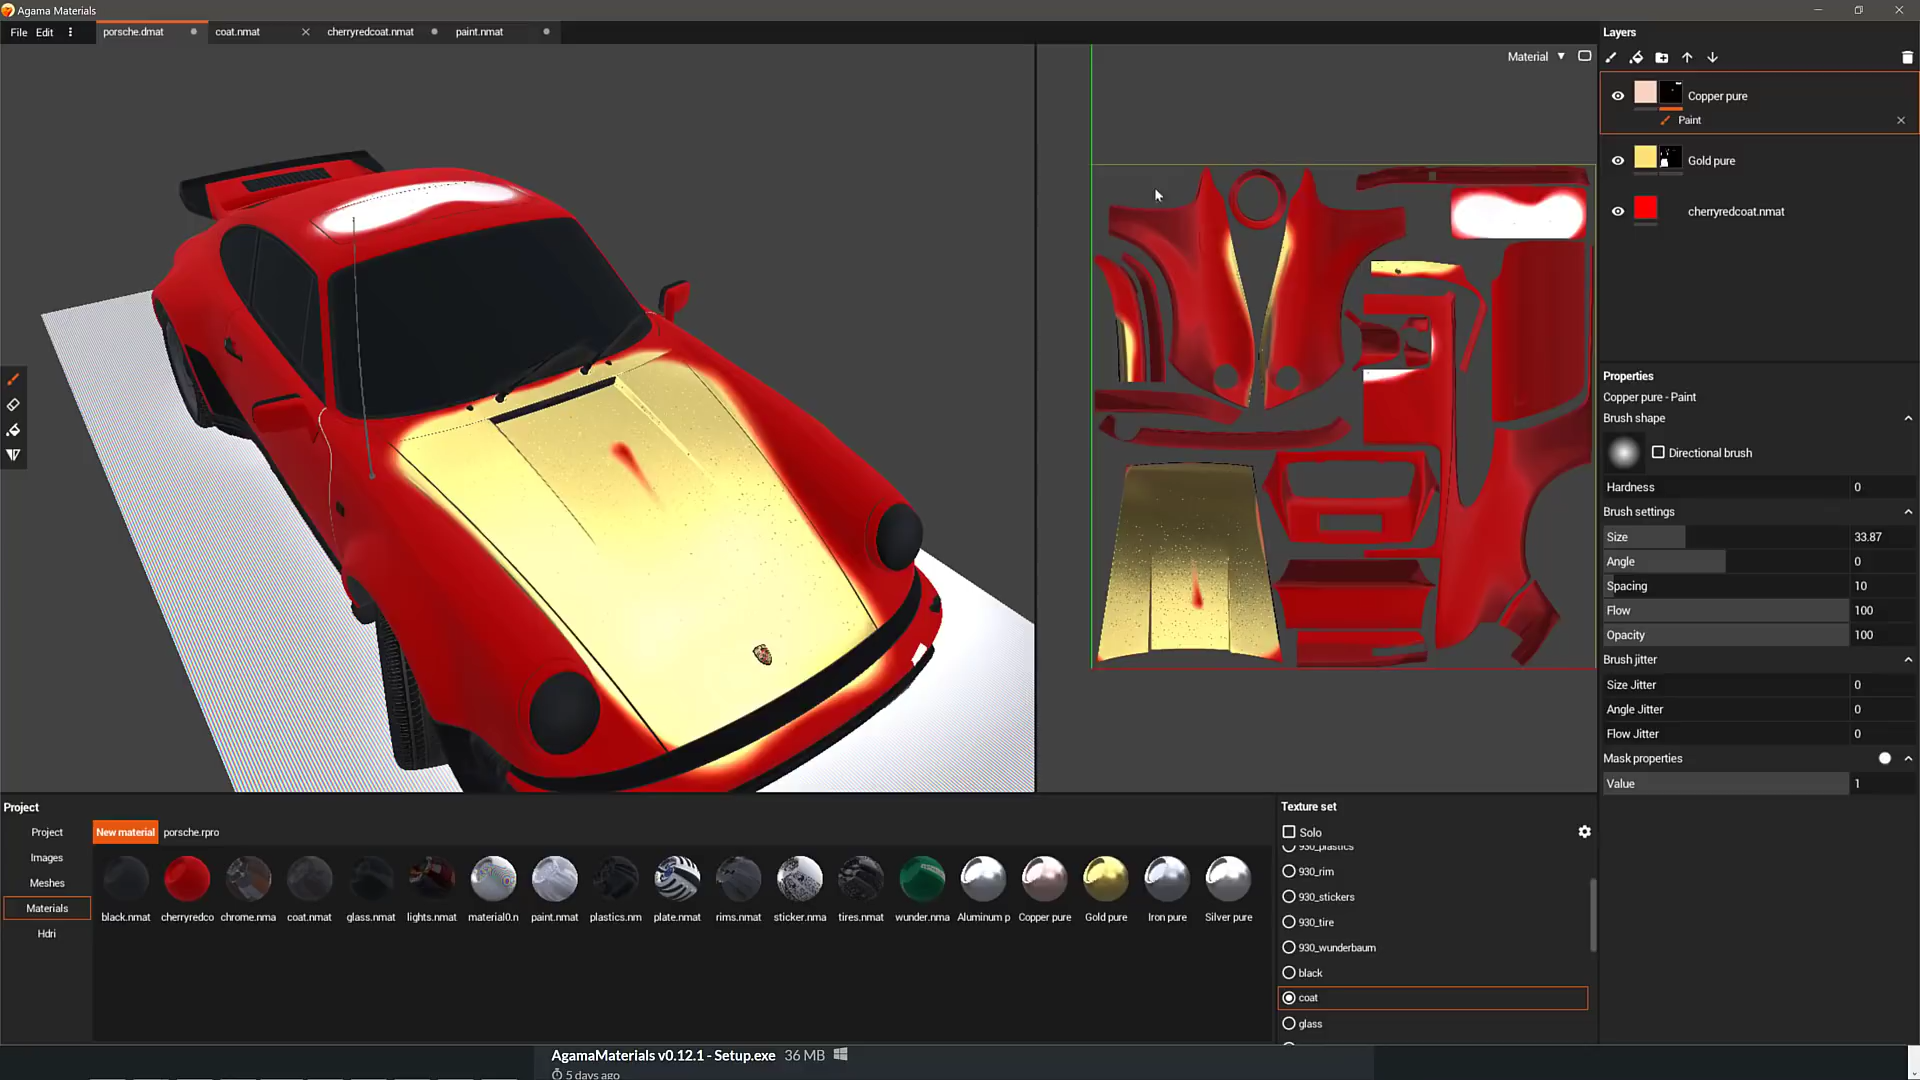 Agama Materials
File Edit
porsche.dmat
coat.nmat
cherryredcoat.nmat
paint.nmat
Material
Layers
Copper pure
Paint
Gold pure
cherryredcoat.nmat
Properties
Copper pure - Paint
Brush shape
Directional brush
Hardness 0
Brush settings
Size 33.87
Angle 0
Spacing 10
Flow 100
Opacity 100
Brush jitter
Size Jitter 0
Angle Jitter 0
Flow Jitter 0
Mask properties
Value 1
Project
Project
Images
Meshes
Materials
Hdri
New material porsche.rpro
black.nmat cherryredco chrome.nma coat.nmat glass.nmat lights.nmat material0.n paint.nmat plastics.nm plate.nmat rims.nmat sticker.nma tires.nmat wunder.nma Aluminum p Copper pure Gold pure Iron pure Silver pure
Texture set
Solo
930_plastics
930_rim
930_stickers
930_tire
930_wunderbaum
black
coat
glass
AgamaMaterials v0.12.1 - Setup.exe 36 MB
5 days ago